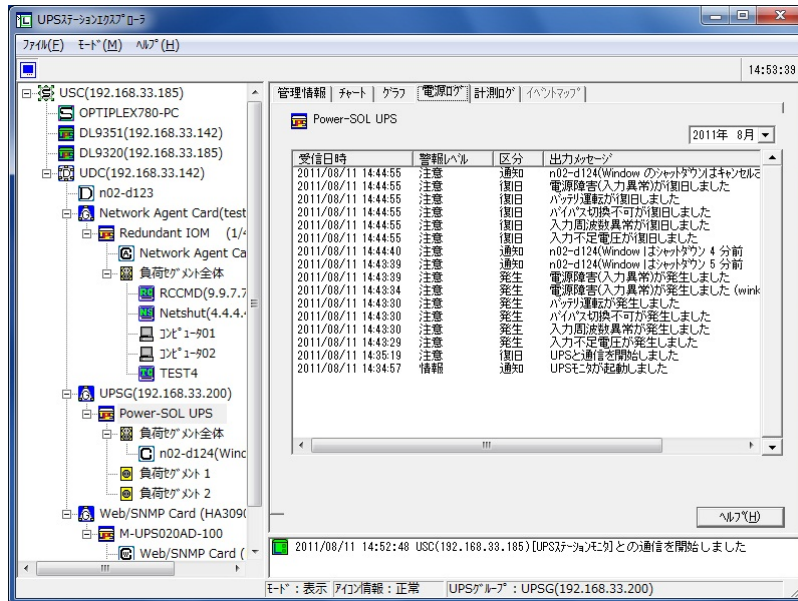 UPSｽﾃｰｼｮﾝｴｸｽﾌﾟﾛｰﾗ
ﾌｧｲﾙ(F) ﾓｰﾄﾞ(M) ﾍﾙﾌﾟ(H)
14:53:39
USC(192.168.33.185)
OPTIPLEX780-PC
DL9351(192.168.33.142)
DL9320(192.168.33.185)
UDC(192.168.33.142)
n02-d123
Network Agent Card(test
Redundant IOM (1/4
Network Agent Ca
負荷ｾｸﾞﾒﾝﾄ全体
RCCMD(9.9.7.7
Netshut(4.4.4.4
ｺﾝﾋﾟｭｰﾀ01
ｺﾝﾋﾟｭｰﾀ02
TEST4
UPSG(192.168.33.200)
Power-SOL UPS
負荷ｾｸﾞﾒﾝﾄ全体
n02-d124(Winc
負荷ｾｸﾞﾒﾝﾄ 1
負荷ｾｸﾞﾒﾝﾄ 2
Web/SNMP Card (HA309(
M-UPS020AD-100
Web/SNMP Card (
管理情報 ﾁｬｰﾄ ｸﾞﾗﾌ 電源ﾛｸﾞ 計測ﾛｸﾞ ｲﾍﾞﾝﾄﾏｯﾌﾟ
Power-SOL UPS
2011年 8月
受信日時 警報ﾚﾍﾞﾙ 区分 出力ﾒｯｾｰｼﾞ
2011/08/11 14:44:55 注意 通知 n02-d124(Window のｼｬｯﾄﾀﾞｳﾝ)はｷｬﾝｾﾙさ
2011/08/11 14:44:55 注意 復旧 電源障害(入力異常)が復旧しました
2011/08/11 14:44:55 注意 復旧 ﾊﾞｯﾃﾘ運転が復旧しました
2011/08/11 14:44:55 注意 復旧 ﾊﾞｲﾊﾟｽ切換不可が復旧しました
2011/08/11 14:44:55 注意 復旧 入力周波数異常が復旧しました
2011/08/11 14:44:55 注意 復旧 入力不足電圧が復旧しました
2011/08/11 14:44:40 注意 通知 n02-d124(Window はｼｬｯﾄﾀﾞｳﾝ 4 分前
2011/08/11 14:43:39 注意 通知 n02-d124(Window はｼｬｯﾄﾀﾞｳﾝ 5 分前
2011/08/11 14:43:39 注意 発生 電源障害(入力異常)が発生しました
2011/08/11 14:43:34 注意 発生 電源障害(入力異常)が発生しました (wink
2011/08/11 14:43:30 注意 発生 ﾊﾞｯﾃﾘ運転が発生しました
2011/08/11 14:43:30 注意 発生 ﾊﾞｲﾊﾟｽ切換不可が発生しました
2011/08/11 14:43:30 注意 発生 入力周波数異常が発生しました
2011/08/11 14:43:29 注意 発生 入力不足電圧が発生しました
2011/08/11 14:35:19 注意 復旧 UPSと通信を開始しました
2011/08/11 14:34:57 情報 通知 UPSﾓﾆﾀが起動しました
ﾍﾙﾌﾟ(H)
2011/08/11 14:52:48 USC(192.168.33.185)[UPSｽﾃｰｼｮﾝﾓﾆﾀ]との通信を開始しました
ﾓｰﾄﾞ：表示 ｱｲｺﾝ情報：正常 UPSｸﾞﾙｰﾌﾟ：UPSG(192.168.33.200)